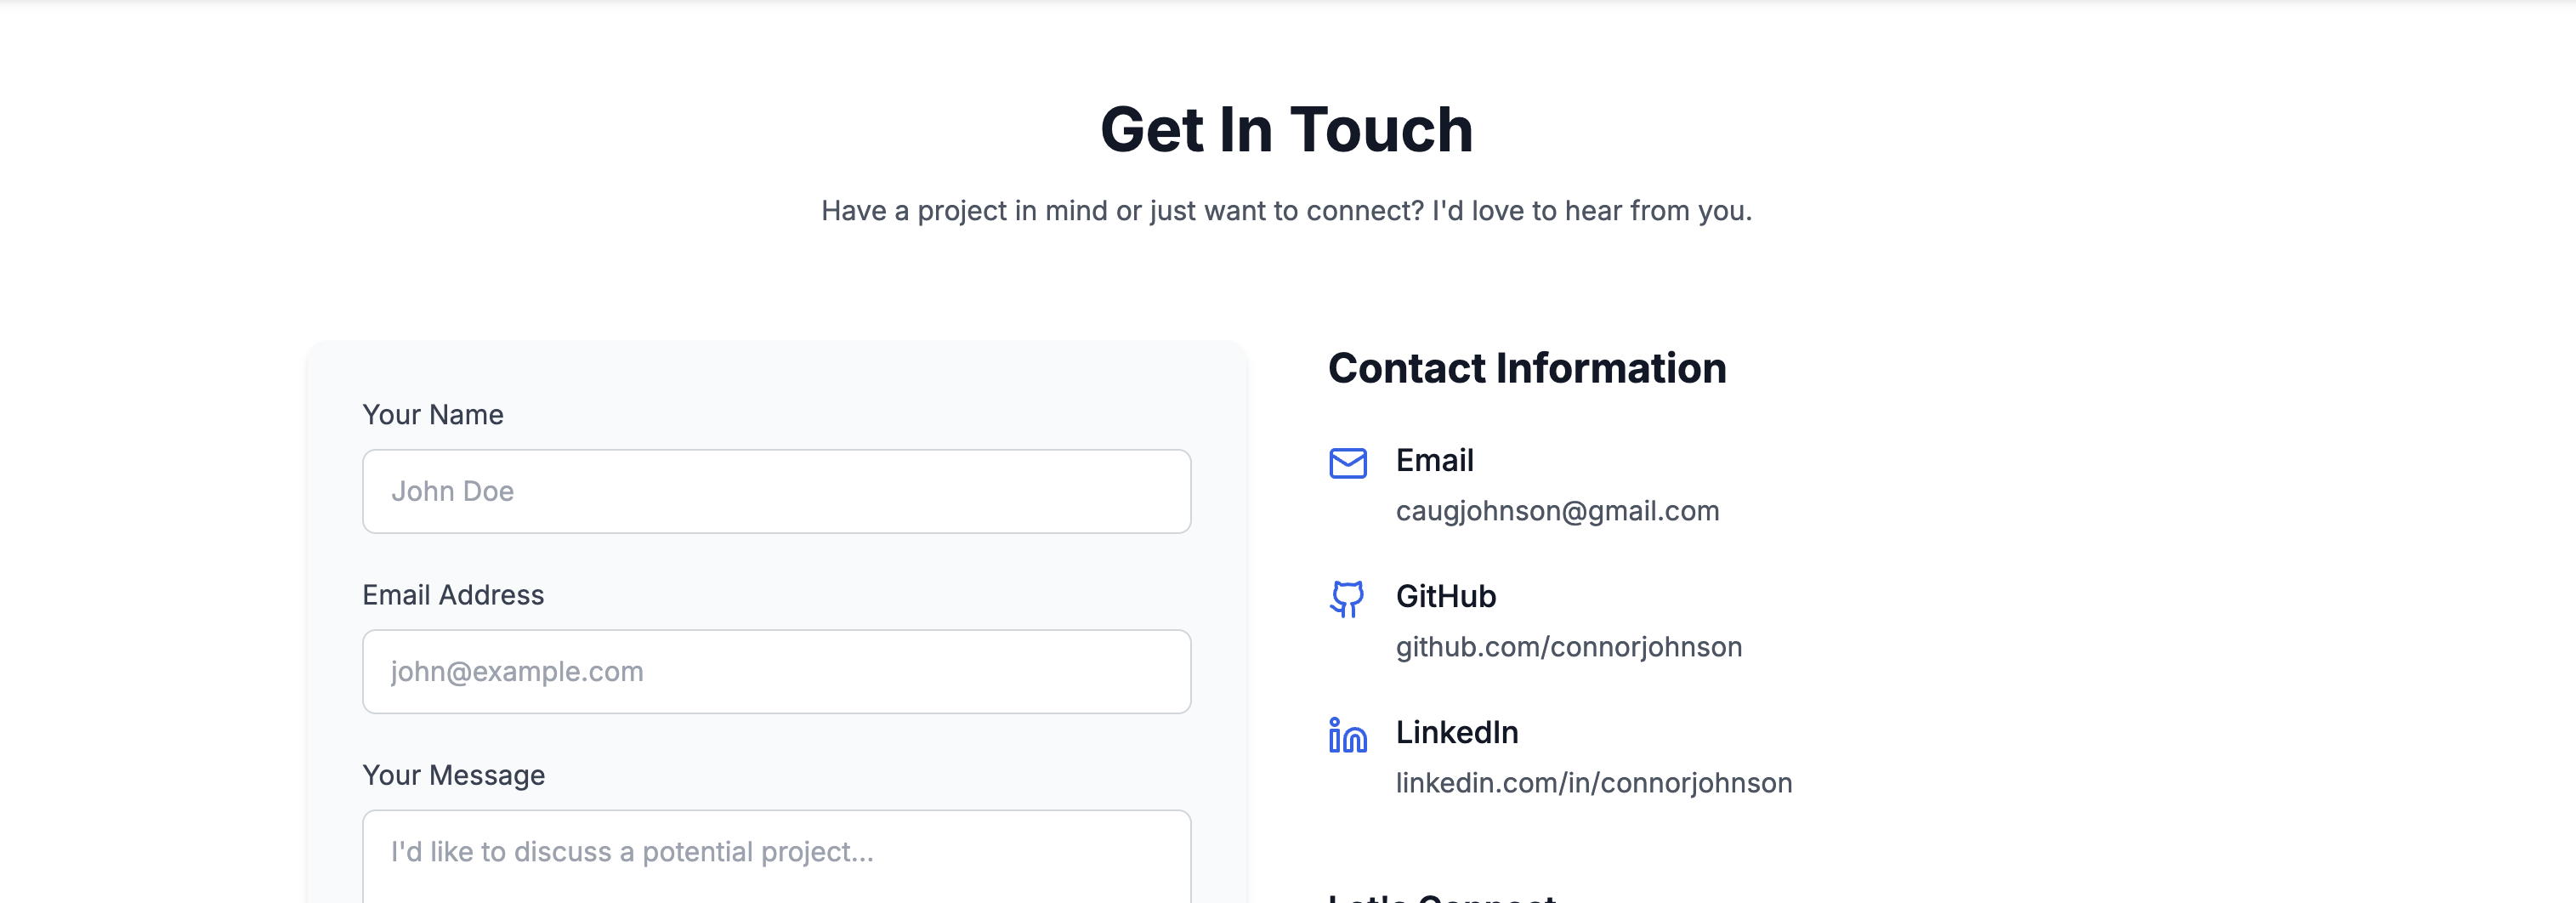 Get In Touch
Have a project in mind or just want to connect? I'd love to hear from you.
Your Name
John Doe
Email Address
john@example.com
Your Message
I'd like to discuss a potential project...
Contact Information
Email
caugjohnson@gmail.com
GitHub
github.com/connorjohnson
LinkedIn
linkedin.com/in/connorjohnson
Let's Connect